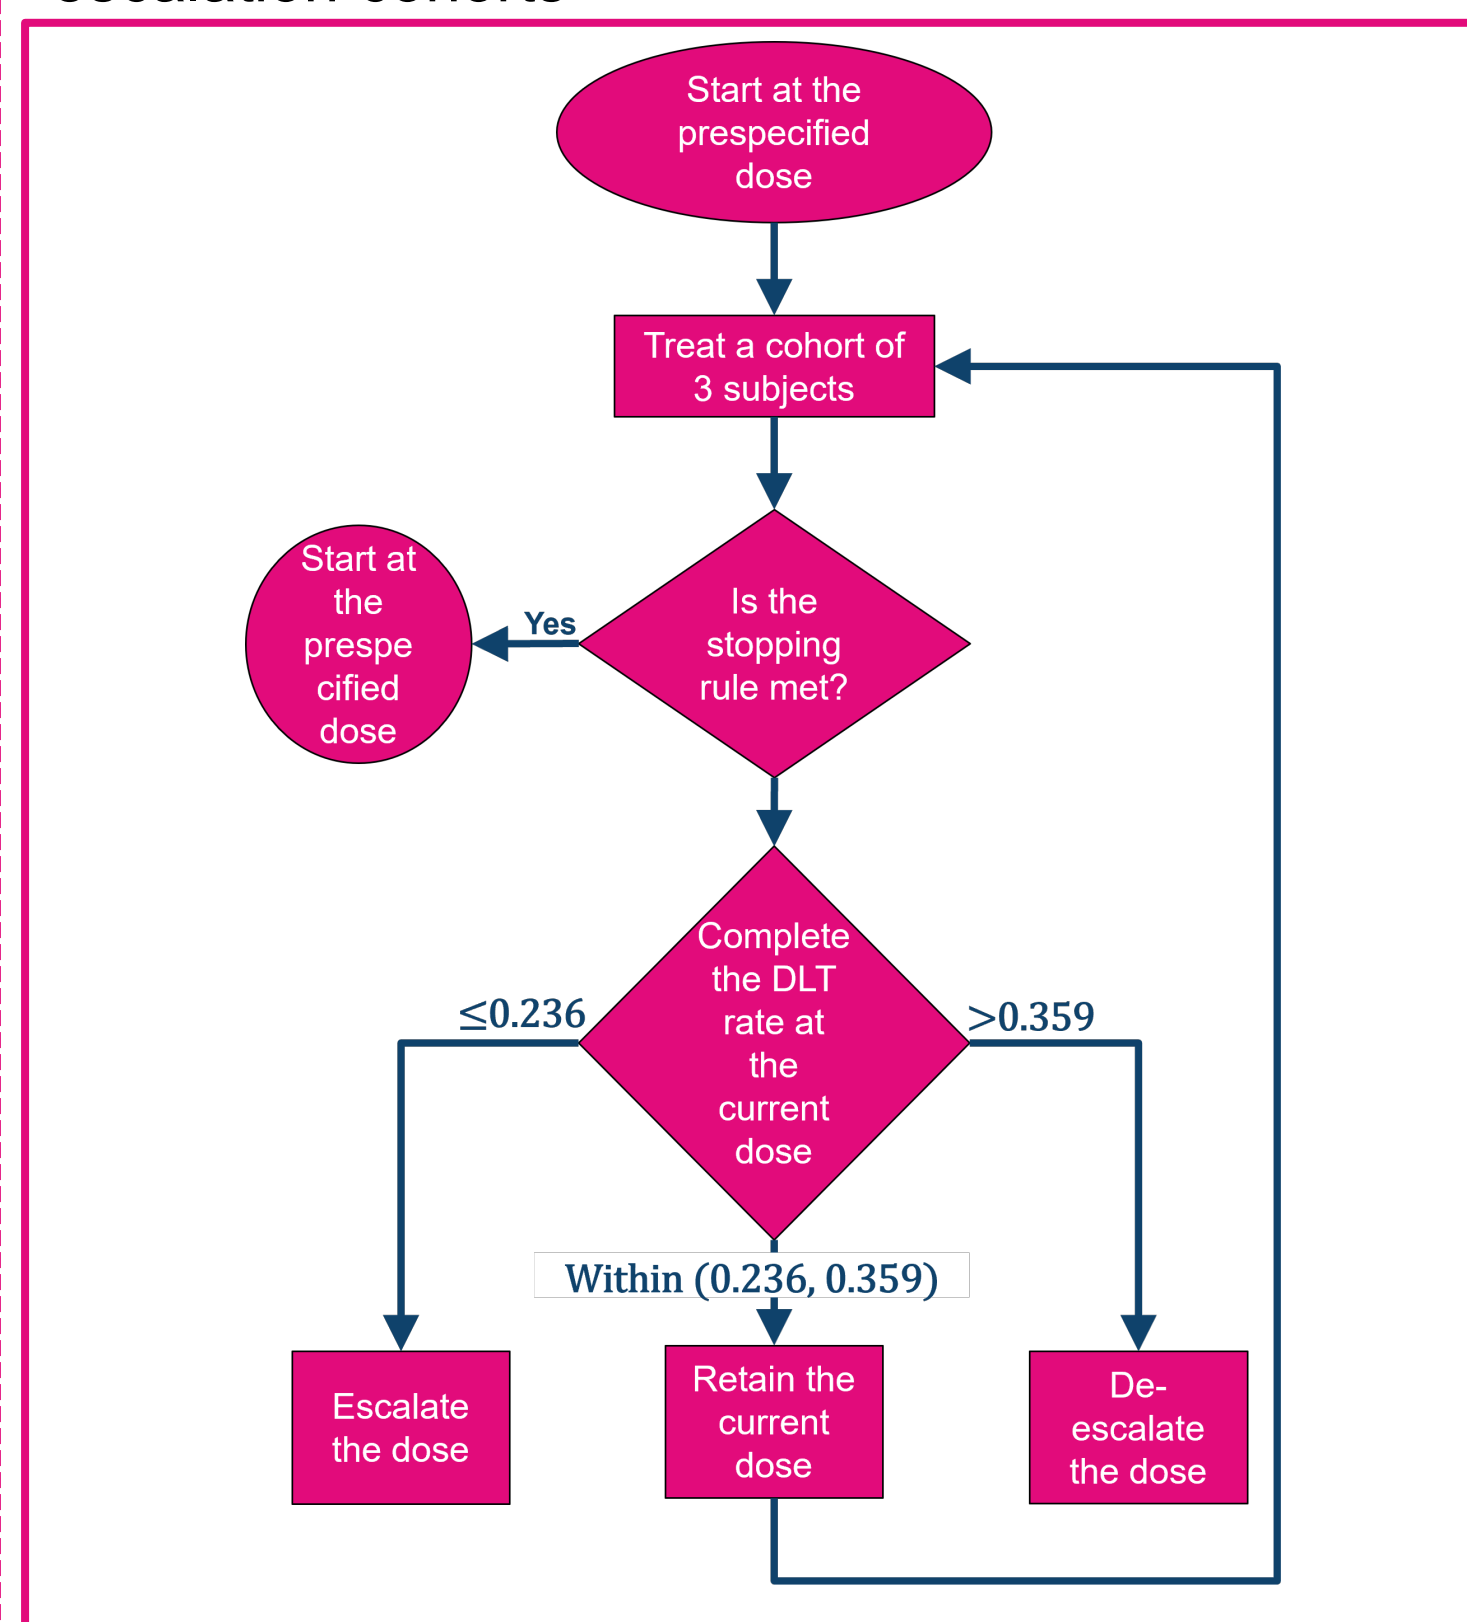 escalation cohorts
Start at the
prespecified
dose
Treat a cohort of
3 subjects
Is the
stopping
rule met?
Yes
Start at
the
prespe
cified
dose
Complete
the DLT
rate at
the
current
dose
≤0.236
>0.359
Within (0.236, 0.359)
Escalate
the dose
Retain the
current
dose
De-
escalate
the dose